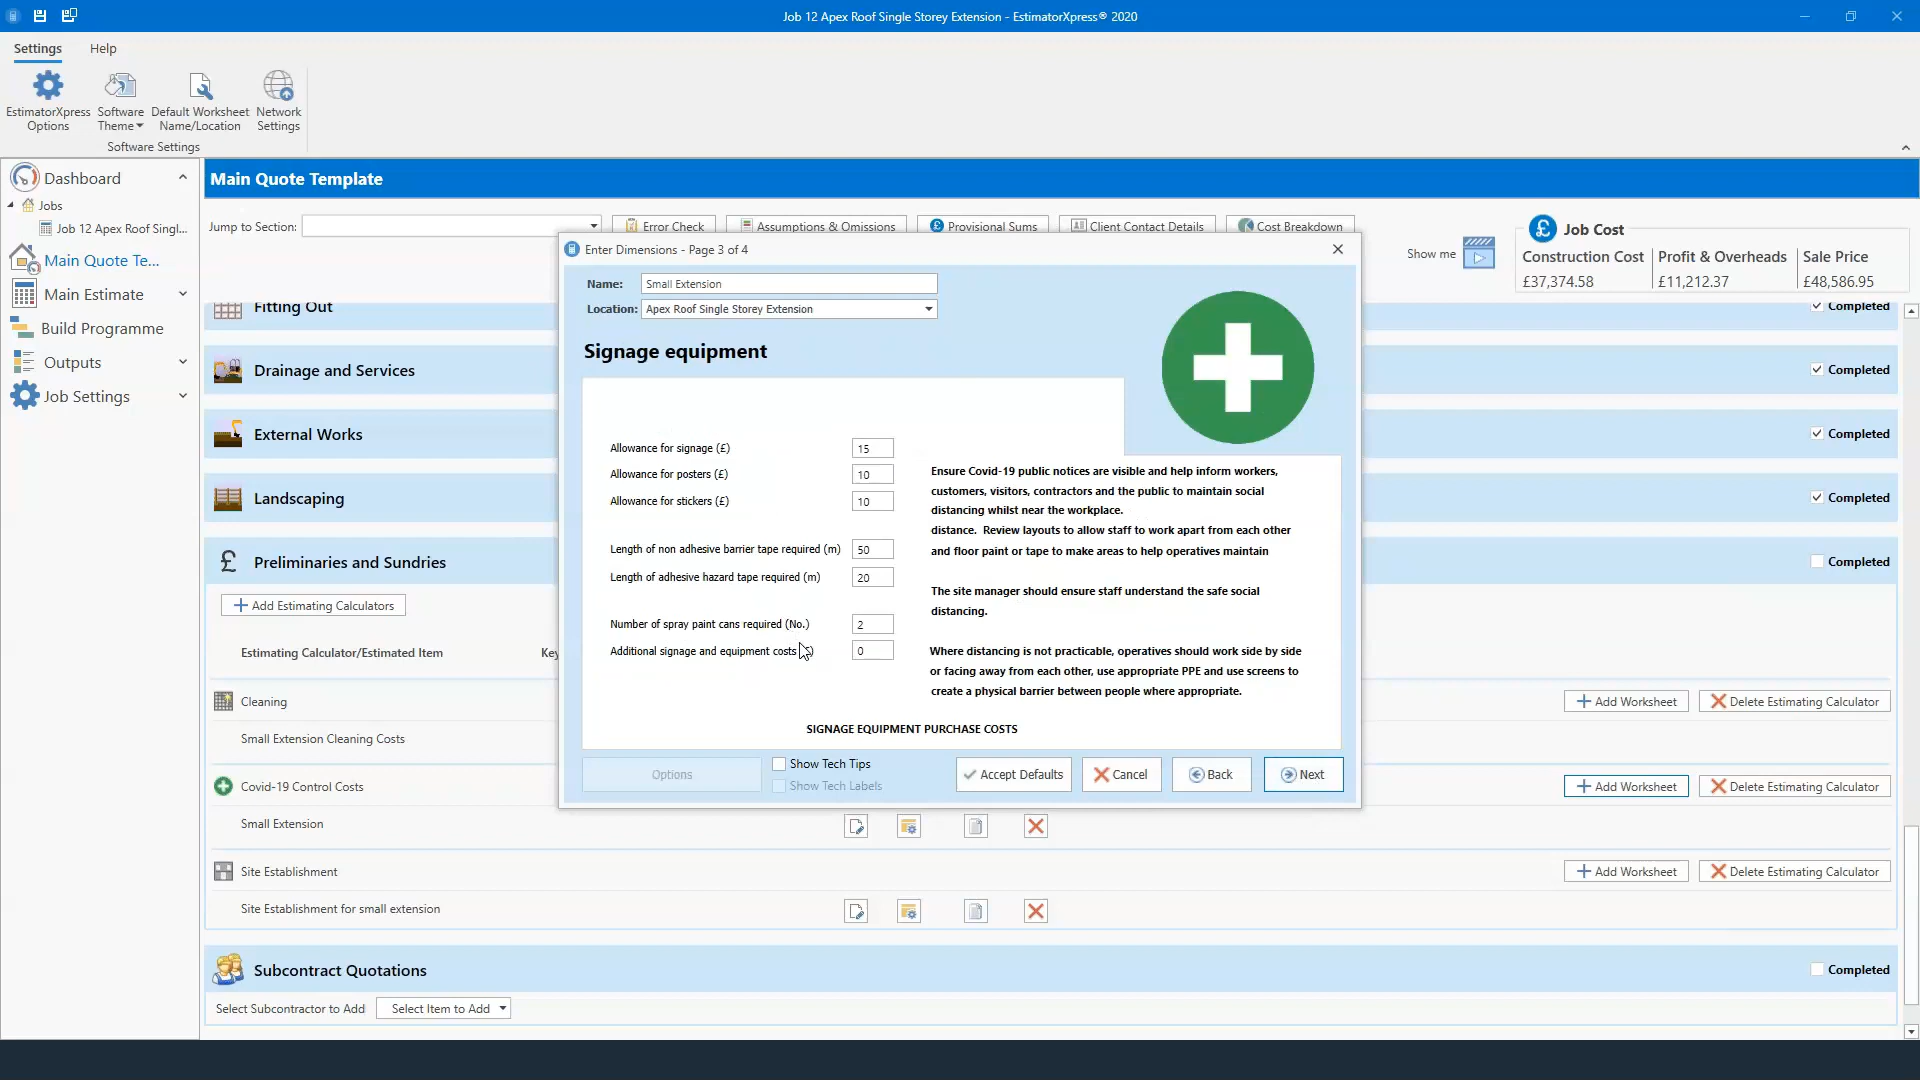 Job 12 Apex Roof Single Storey Extension - EstimatorXpress® 2020
Settings
Help
EstimatorXpress Options
Software Theme
Default Worksheet Name/Location
Network Settings
Software Settings
Dashboard
Jobs
Job 12 Apex Roof Singl...
Main Quote Te...
Main Estimate
Build Programme
Outputs
Job Settings
Main Quote Template
Jump to Section:
Error Check
Assumptions & Omissions
Provisional Sums
Client Contact Details
Cost Breakdown
Show me
Job Cost
Construction Cost
Profit & Overheads
Sale Price
£37,374.58
£11,212.37
£48,586.95
Fitting Out
Completed
Drainage and Services
Completed
External Works
Completed
Landscaping
Completed
Preliminaries and Sundries
Completed
Add Estimating Calculators
Estimating Calculator/Estimated Item
Key
Cleaning
Add Worksheet
Delete Estimating Calculator
Small Extension Cleaning Costs
Covid-19 Control Costs
Add Worksheet
Delete Estimating Calculator
Small Extension
Site Establishment
Add Worksheet
Delete Estimating Calculator
Site Establishment for small extension
Subcontract Quotations
Completed
Select Subcontractor to Add
Select Item to Add
Enter Dimensions - Page 3 of 4
Name:
Small Extension
Location:
Apex Roof Single Storey Extension
Signage equipment
Allowance for signage (£)
15
Allowance for posters (£)
10
Allowance for stickers (£)
10
Length of non adhesive barrier tape required (m)
50
Length of adhesive hazard tape required (m)
20
Number of spray paint cans required (No.)
2
Additional signage and equipment costs
0
Ensure Covid-19 public notices are visible and help inform workers,
customers, visitors, contractors and the public to maintain social
distancing whilst near the workplace.
distance. Review layouts to allow staff to work apart from each other
and floor paint or tape to make areas to help operatives maintain
The site manager should ensure staff understand the safe social
distancing.
Where distancing is not practicable, operatives should work side by side
or facing away from each other, use appropriate PPE and use screens to
create a physical barrier between people where appropriate.
SIGNAGE EQUIPMENT PURCHASE COSTS
Options
Show Tech Tips
Show Tech Labels
Accept Defaults
Cancel
Back
Next